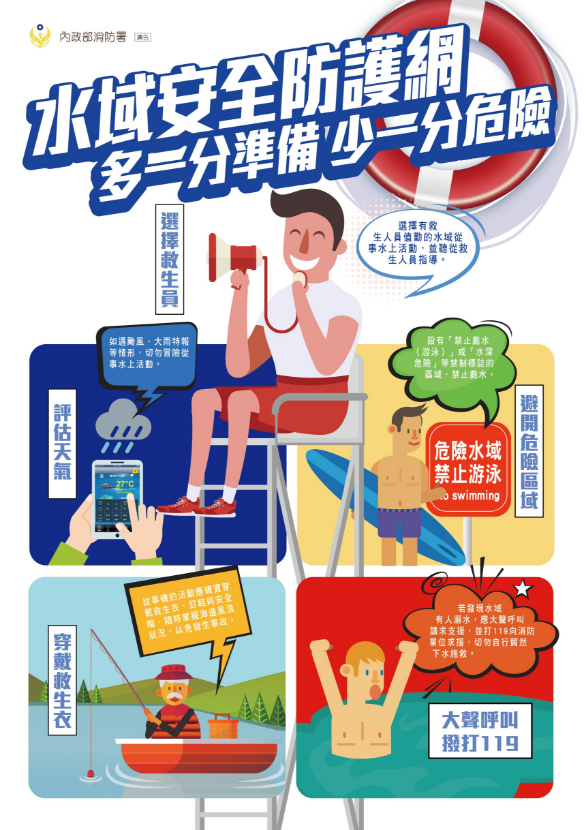 內政部消防署 廣告
水域安全防護網
多一分準備 少一分危險
選擇救生員
選擇有救
生人員值勤的水域從
事水上活動,並聽從救
生人員指導。
如遇颱風、大雨特報
等情形,切勿冒險從
事水上活動。
評估天氣
27°C
設有「禁止戲水
(游泳)」或「水深
危險」等禁制標誌的
區域,禁止戲水。
避開危險區域
危險水域
禁止游泳
o swimming
從事磯釣活動應確實穿
戴救生衣、釘鞋與安全
帽,隨時掌握海邊風浪
狀況,以免發生事故。
穿戴救生衣
若發現水域
有人溺水,應大聲呼叫
請求支援,並打119向消防
單位求援,切勿自行貿然
下水施救。
大聲呼叫
撥打119